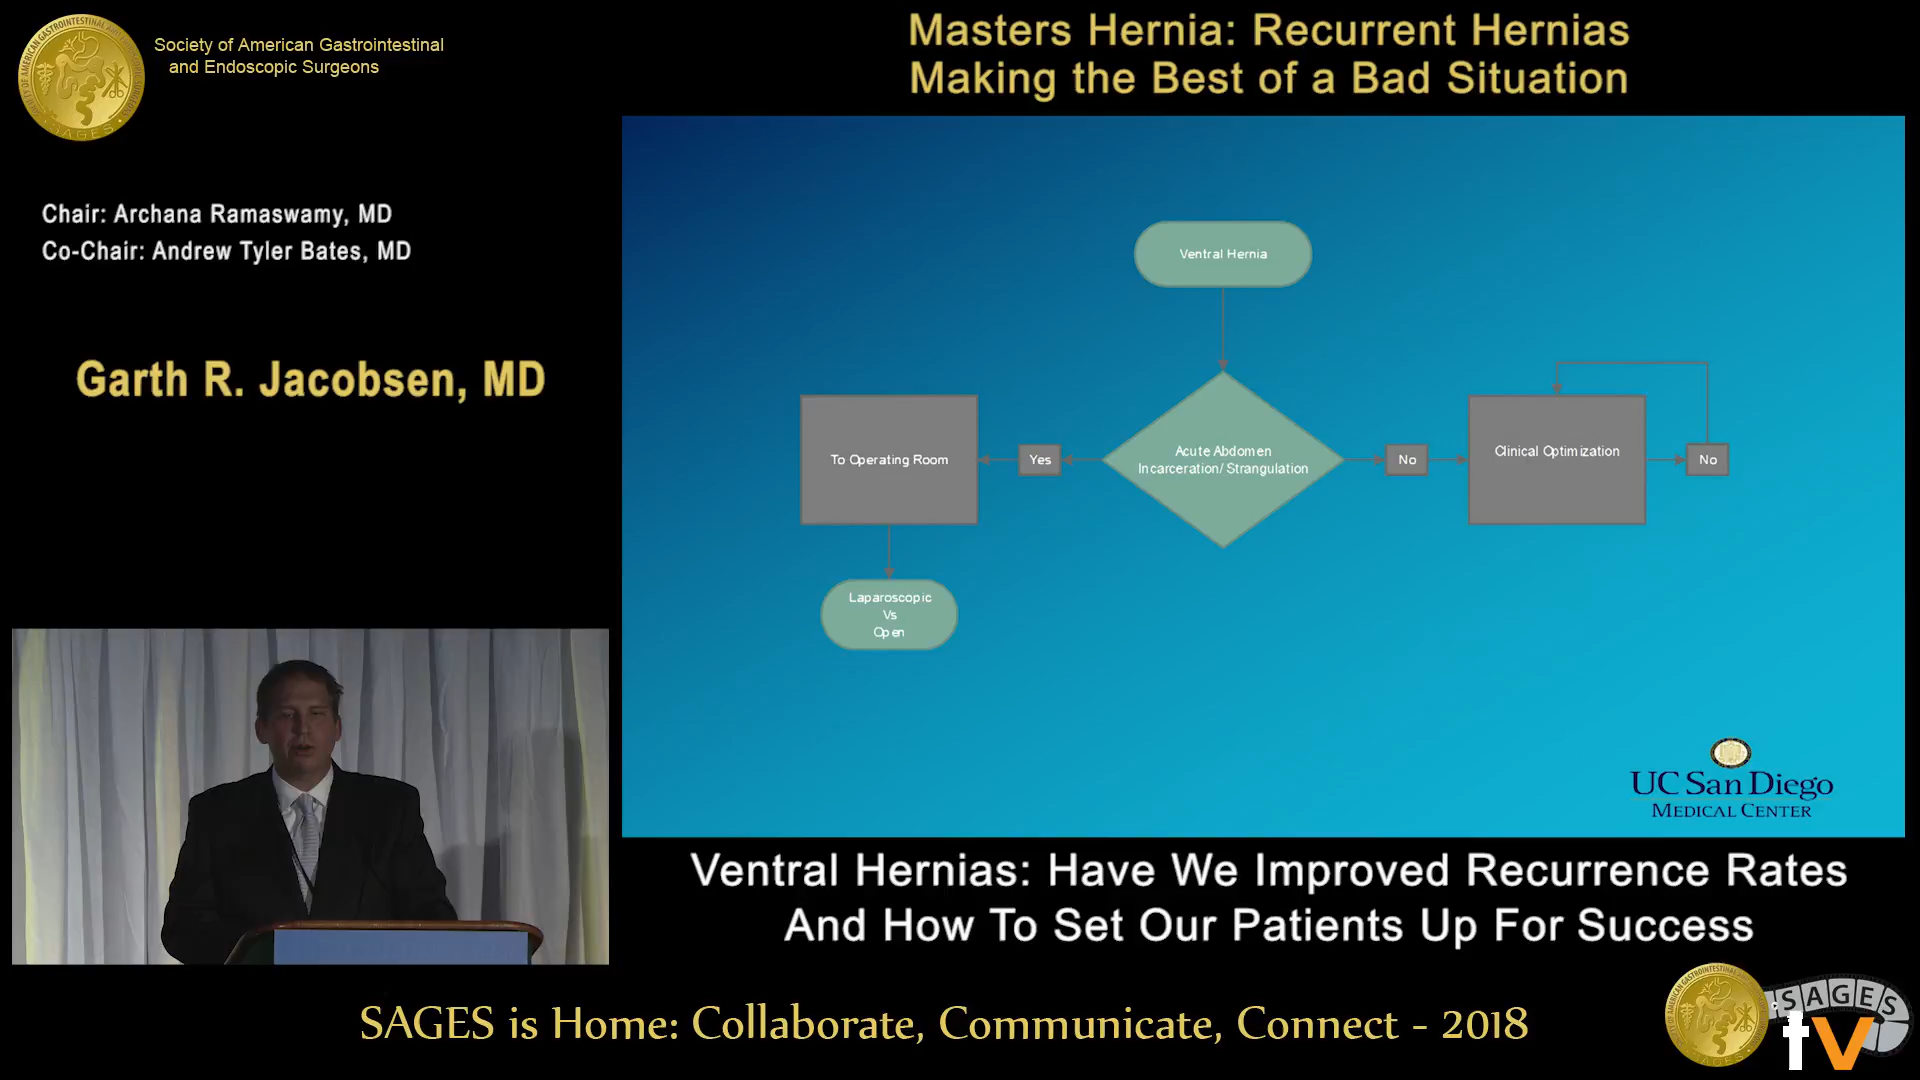 Society of American Gastrointestinal
and Endoscopic Surgeons
Masters Hernia: Recurrent Hernias
Making the Best of a Bad Situation
Chair: Archana Ramaswamy, MD
Co-Chair: Andrew Tyler Bates, MD
Garth R. Jacobsen, MD
Ventral Hernia
To Operating Room
Yes
Acute Abdomen
Incarceration/ Strangulation
No
Clinical Optimization
No
Laparoscopic
Vs
Open
UC San Diego
MEDICAL CENTER
Ventral Hernias: Have We Improved Recurrence Rates
And How To Set Our Patients Up For Success
SAGES is Home: Collaborate, Communicate, Connect - 2018
SAGES
tv